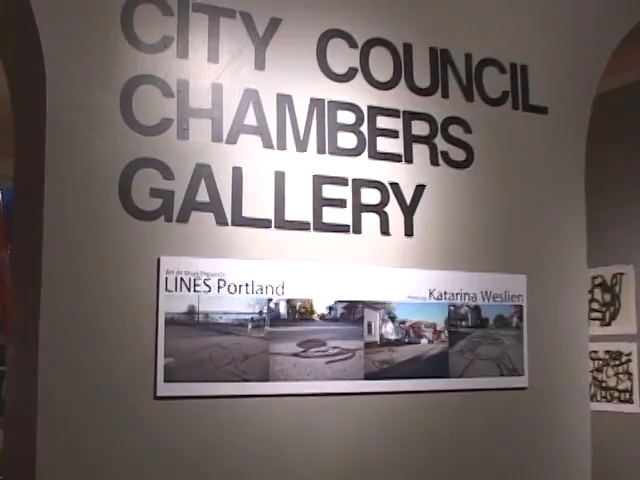 CITY COUNCIL
CHAMBERS
GALLERY
Art At Work Presents
LINES Portland
Katarina Weslien